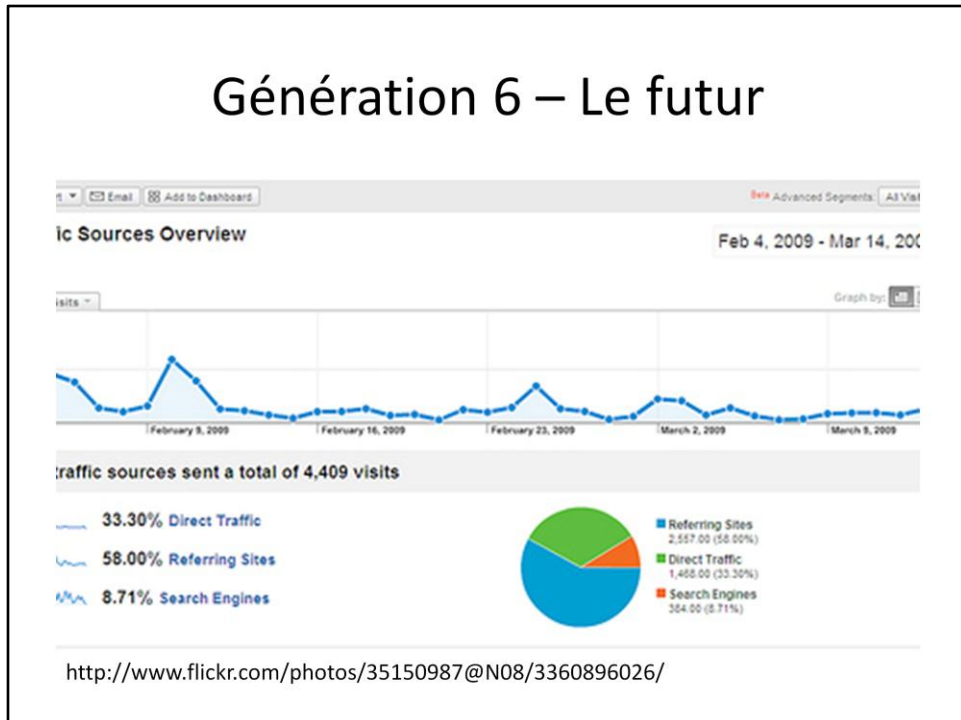 Génération 6 – Le futur
Email Add to Dashboard Beta Advanced Segments: All Visi
ic Sources Overview
Feb 4, 2009 - Mar 14, 200
isits Graph by:
February 9, 2009 February 16, 2009 February 23, 2009 March 2, 2009 March 9, 2009
traffic sources sent a total of 4,409 visits
33.30% Direct Traffic
58.00% Referring Sites
8.71% Search Engines
Referring Sites
2,557.00 (58.00%)
Direct Traffic
1,468.00 (33.30%)
Search Engines
384.00 (8.71%)
http://www.flickr.com/photos/35150987@N08/3360896026/